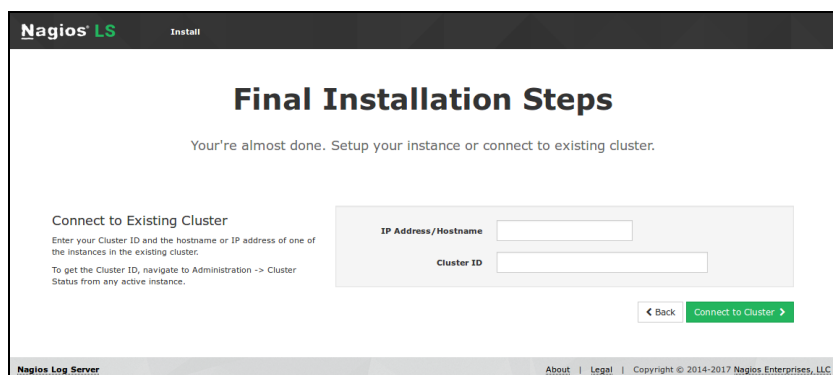 Nagios® LS
Install
Final Installation Steps
Your're almost done. Setup your instance or connect to existing cluster.
Connect to Existing Cluster
Enter your Cluster ID and the hostname or IP address of one of
the instances in the existing cluster.
To get the Cluster ID, navigate to Administration -> Cluster
Status from any active instance.
IP Address/Hostname
Cluster ID
Back
Connect to Cluster
Nagios Log Server
About | Legal | Copyright © 2014-2017 Nagios Enterprises, LLC